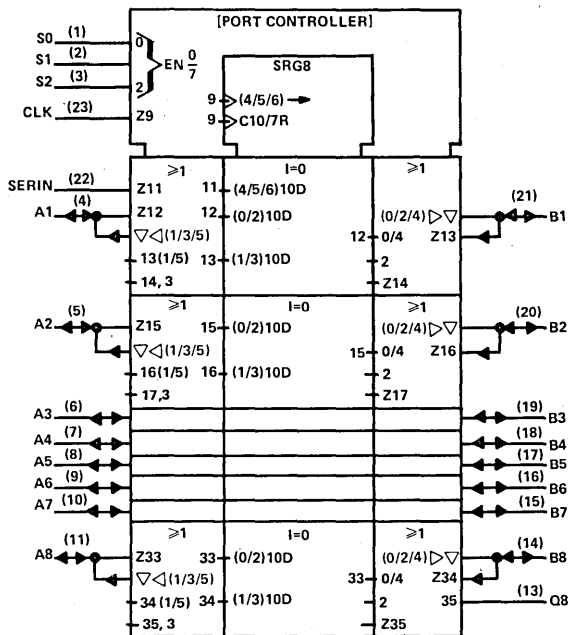 [PORT CONTROLLER]
S0 (1) 0
S1 (2) EN 0/7
S2 (3) 2
CLK (23) Z9
SRG8
9 (4/5/6)
9 C10/7R
≥1 I=0 ≥1
SERIN (22) Z11 11 (4/5/6)10D
A1 (4) Z12 12 (0/2)10D (0/2/4) ▷▽ (21) B1
▽◁(1/3/5) 12 0/4 Z13
13(1/5) 13 (1/3)10D 2
14, 3 Z14
≥1 I=0 ≥1
A2 (5) Z15 15 (0/2)10D (0/2/4) ▷▽ (20) B2
▽◁(1/3/5) 15 0/4 Z16
16(1/5) 16 (1/3)10D 2
17,3 Z17
A3 (6) (19) B3
A4 (7) (18) B4
A5 (8) (17) B5
A6 (9) (16) B6
A7 (10) (15) B7
≥1 I=0 ≥1
A8 (11) Z33 33 (0/2)10D (0/2/4) ▷▽ (14) B8
▽◁(1/3/5) 33 0/4 Z34
34(1/5) 34 (1/3)10D 2 35 (13) Q8
35, 3 Z35